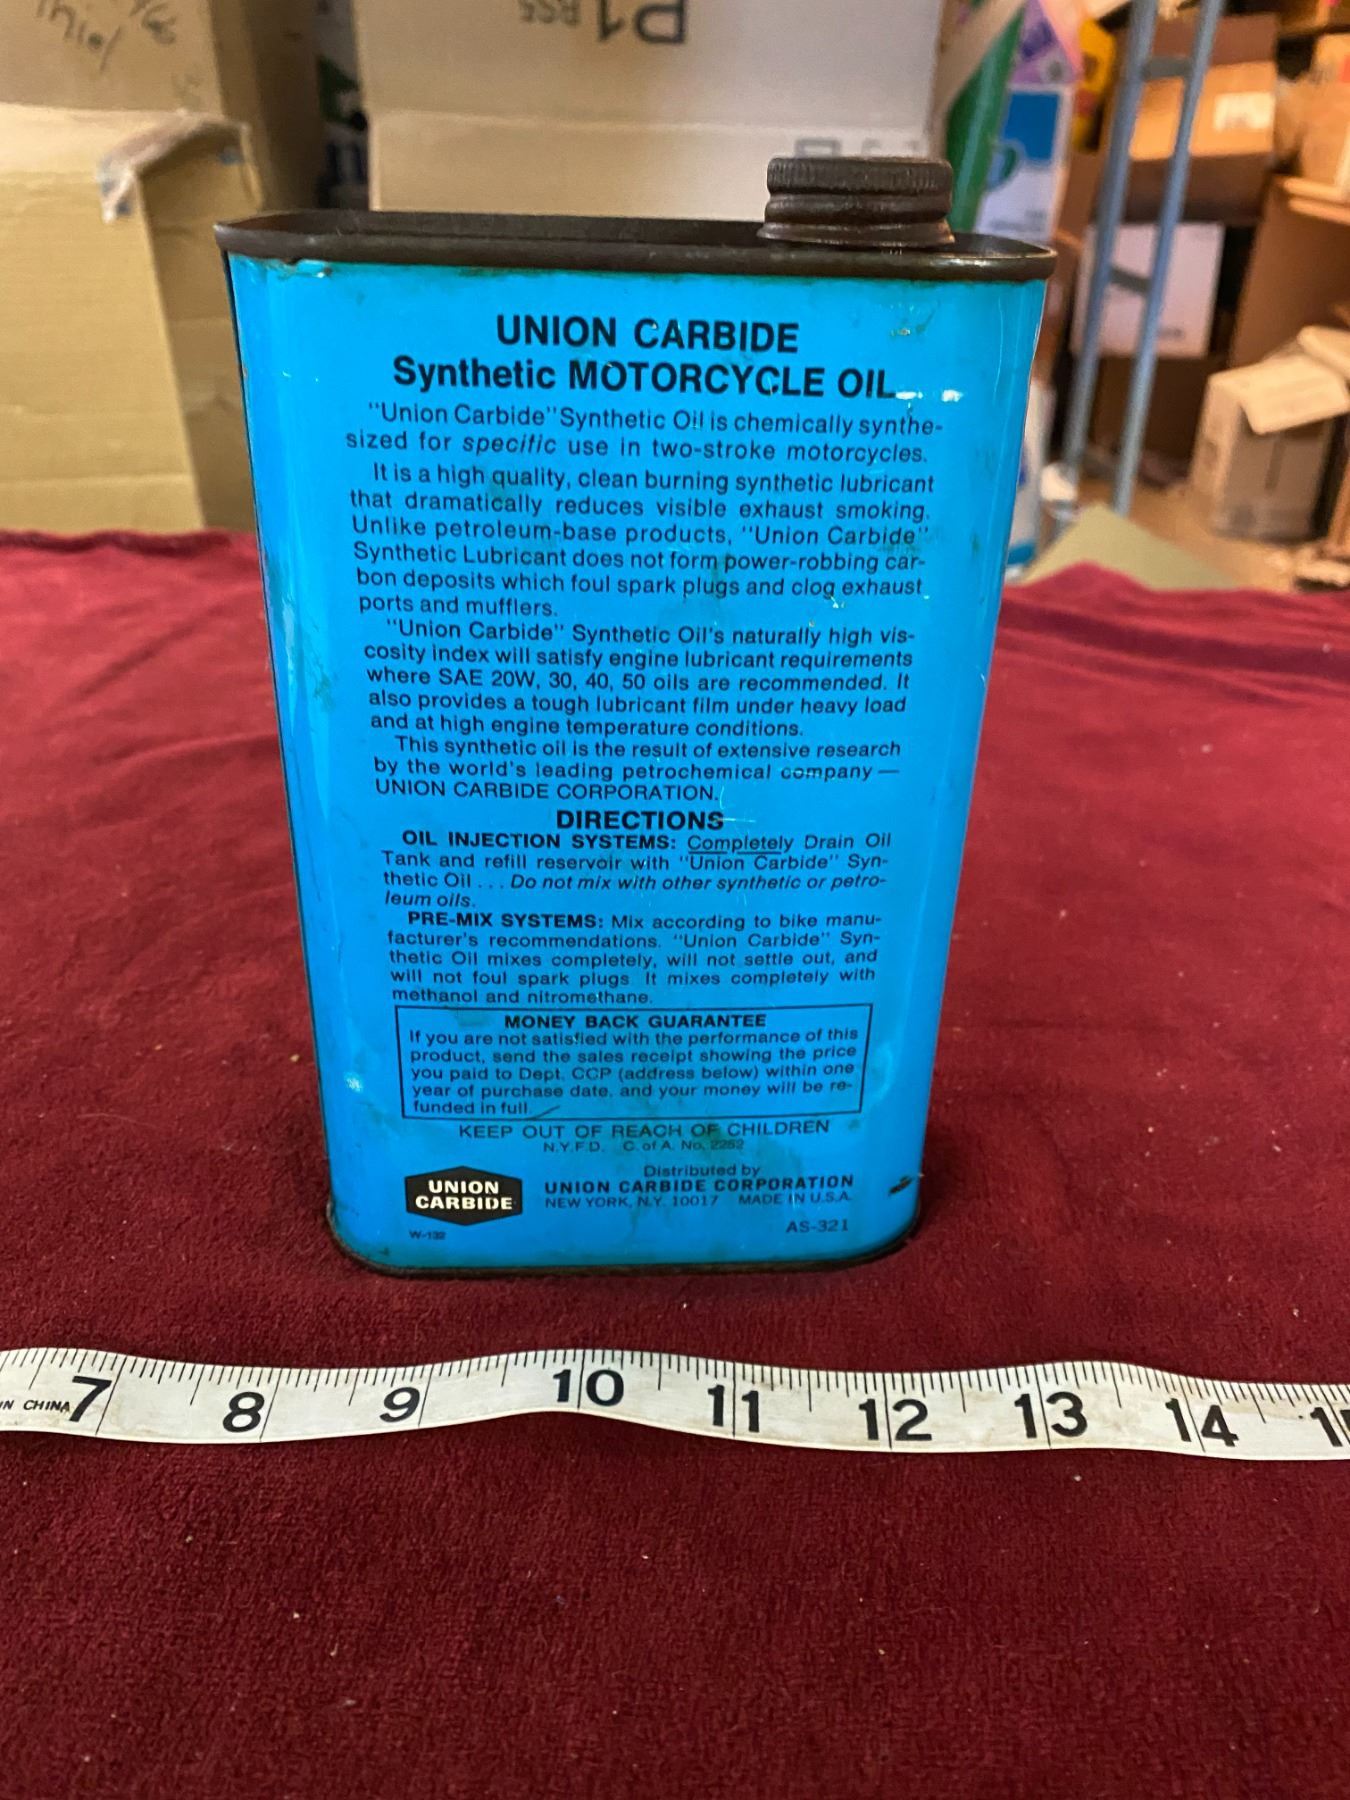 UNION CARBIDE
Synthetic MOTORCYCLE OIL
"Union Carbide" Synthetic Oil is chemically synthe-
sized for specific use in two-stroke motorcycles.
It is a high quality, clean burning synthetic lubricant
that dramatically reduces visible exhaust smoking.
Unlike petroleum-base products, "Union Carbide"
Synthetic Lubricant does not form power-robbing car-
bon deposits which foul spark plugs and clog exhaust
ports and mufflers.
"Union Carbide" Synthetic Oil's naturally high vis-
cosity index will satisfy engine lubricant requirements
where SAE 20W, 30, 40, 50 oils are recommended. It
also provides a tough lubricant film under heavy load
and at high engine temperature conditions.
This synthetic oil is the result of extensive research
by the world's leading petrochemical company —
UNION CARBIDE CORPORATION.
DIRECTIONS
OIL INJECTION SYSTEMS: Completely Drain Oil
Tank and refill reservoir with "Union Carbide" Syn-
thetic Oil . . . Do not mix with other synthetic or petro-
leum oils.
PRE-MIX SYSTEMS: Mix according to bike manu-
facturer's recommendations. "Union Carbide" Syn-
thetic Oil mixes completely, will not settle out, and
will not foul spark plugs. It mixes completely with
methanol and nitromethane.
MONEY BACK GUARANTEE
If you are not satisfied with the performance of this
product, send the sales receipt showing the price
you paid to Dept. CCP (address below) within one
year of purchase date, and your money will be re-
funded in full.
KEEP OUT OF REACH OF CHILDREN
N.Y.F.D. C. of A. No. 2252
Distributed by
UNION CARBIDE CORPORATION
NEW YORK, N.Y. 10017 MADE IN U.S.A.
UNION
CARBIDE
W-132
AS-321
IN CHINA 7 8 9 10 11 12 13 14